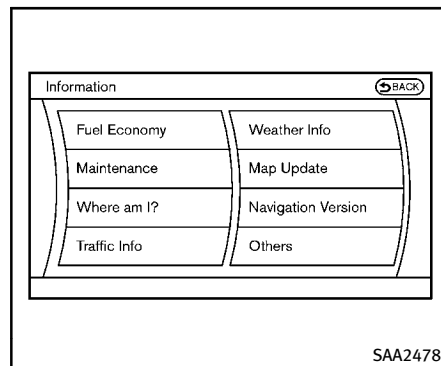 Information
BACK
Fuel Economy
Weather Info
Maintenance
Map Update
Where am I?
Navigation Version
Traffic Info
Others
SAA2478